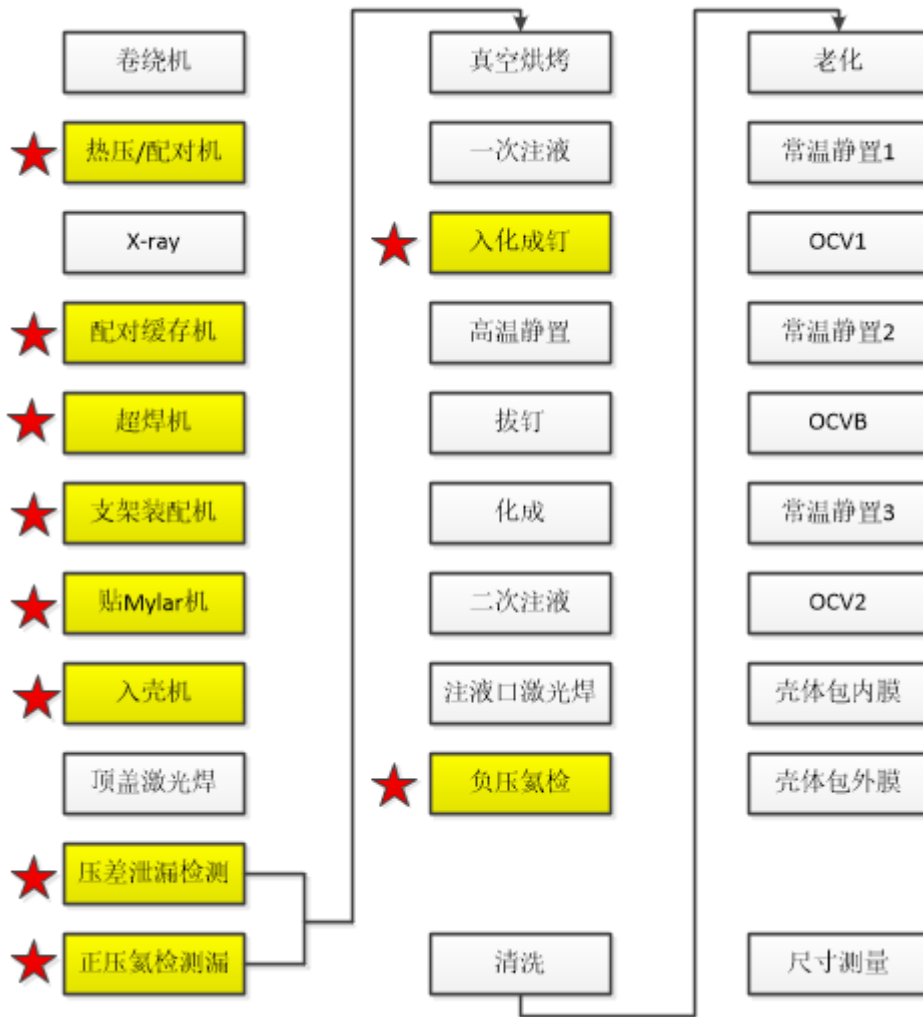 卷绕机
热压/配对机
X-ray
配对缓存机
超焊机
支架装配机
贴Mylar机
入壳机
顶盖激光焊
压差泄漏检测
正压氦检测漏
真空烘烤
一次注液
入化成钉
高温静置
拔钉
化成
二次注液
注液口激光焊
负压氦检
清洗
老化
常温静置1
OCV1
常温静置2
OCVB
常温静置3
OCV2
壳体包内膜
壳体包外膜
尺寸测量